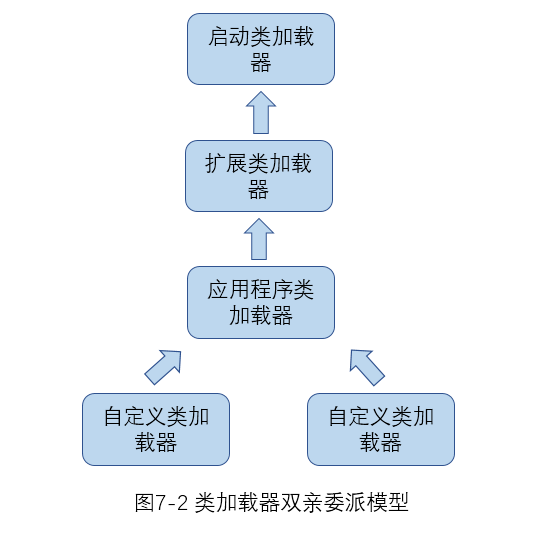 启动类加载
器
扩展类加载
器
应用程序类
加载器
自定义类加
载器
自定义类加
载器
图7-2 类加载器双亲委派模型